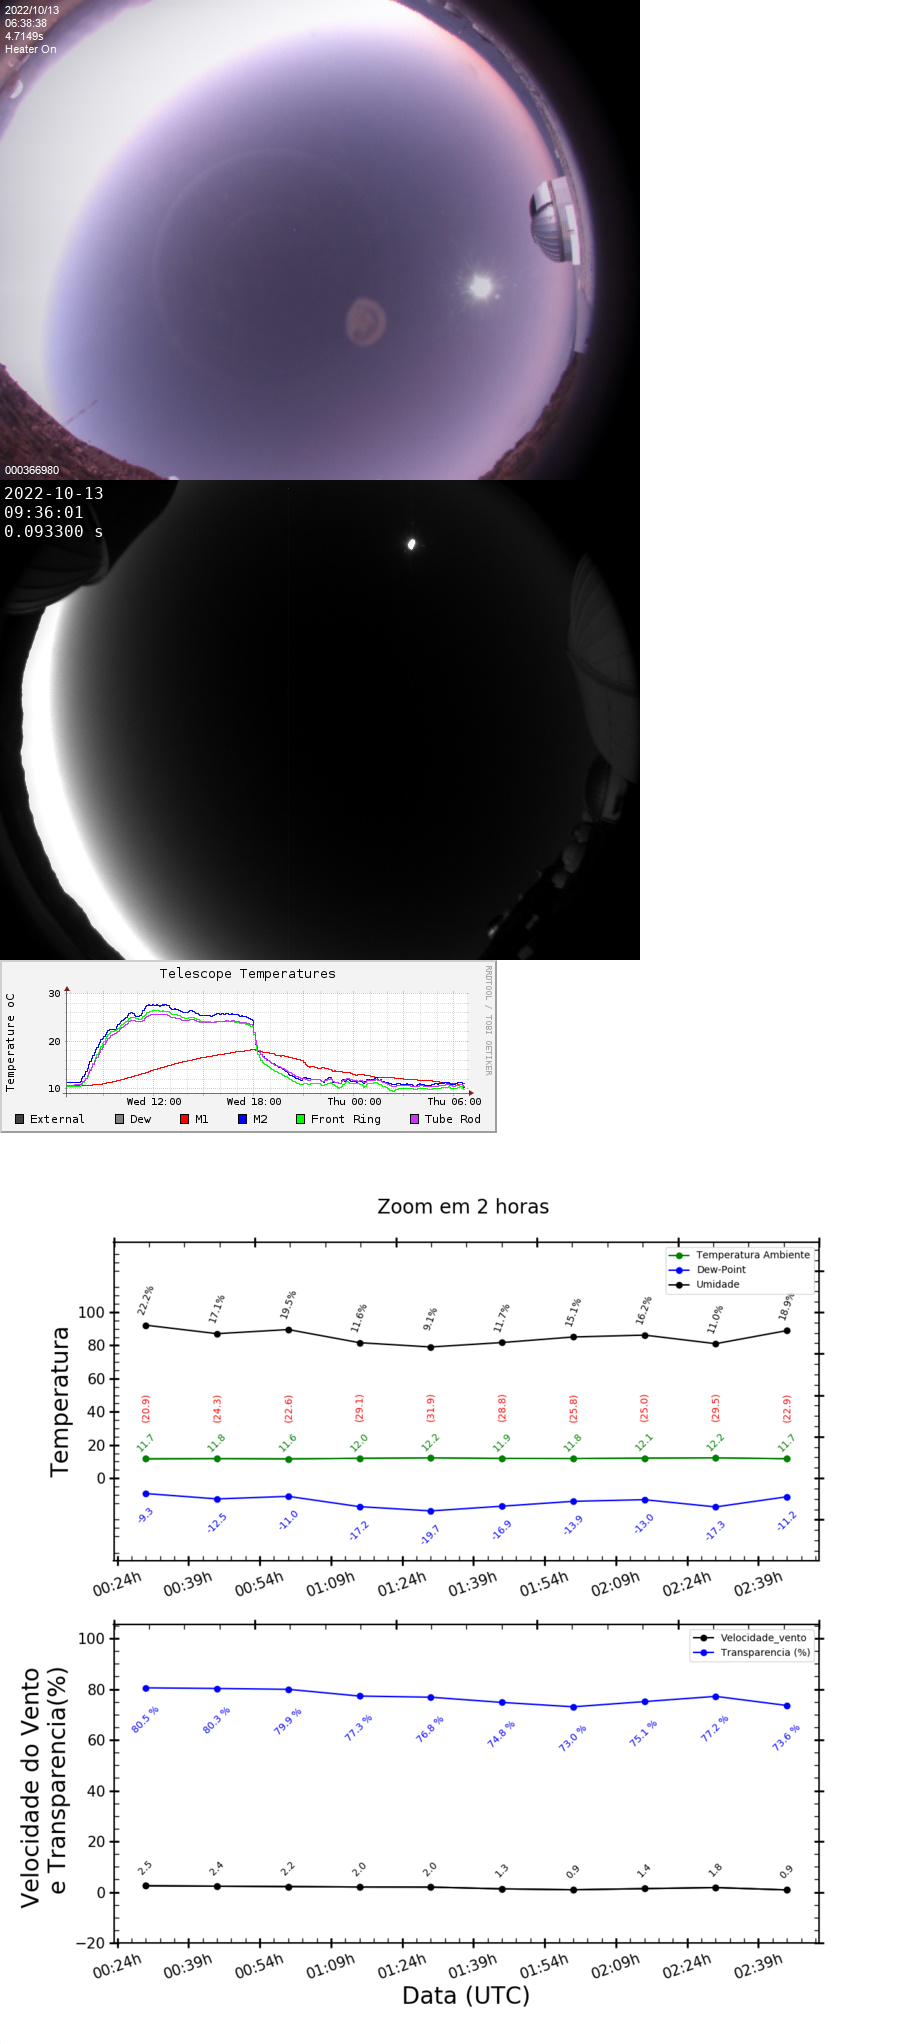 2022/10/13
06:38:38
4.7149s
Heater On
000366980
2022-10-13
09:36:01
0.093300 s
Telescope Temperatures
RRDTOOL / TOBI OETIKER
Temperature oC
30
20
10
Wed 12:00 Wed 18:00 Thu 00:00 Thu 06:00
External Dew M1 M2 Front Ring Tube Rod
Zoom em 2 horas
Temperatura Ambiente
Dew-Point
Umidade
Temperatura
100
80
60
40
20
0
22.2% 17.1% 19.5% 11.6% 9.1% 11.7% 15.1% 16.2% 11.0% 18.9%
(20.9) (24.3) (22.6) (29.1) (31.9) (28.8) (25.8) (25.0) (29.5) (22.9)
11.7 11.8 11.6 12.0 12.2 11.9 11.8 12.1 12.2 11.7
-9.3 -12.5 -11.0 -17.2 -19.7 -16.9 -13.9 -13.0 -17.3 -11.2
00:24h 00:39h 00:54h 01:09h 01:24h 01:39h 01:54h 02:09h 02:24h 02:39h
Velocidade_vento
Transparencia (%)
Velocidade do Vento
e Transparencia(%)
100
80
60
40
20
0
−20
80.5 % 80.3 % 79.9 % 77.3 % 76.8 % 74.8 % 73.0 % 75.1 % 77.2 % 73.6 %
2.5 2.4 2.2 2.0 2.0 1.3 0.9 1.4 1.8 0.9
00:24h 00:39h 00:54h 01:09h 01:24h 01:39h 01:54h 02:09h 02:24h 02:39h
Data (UTC)